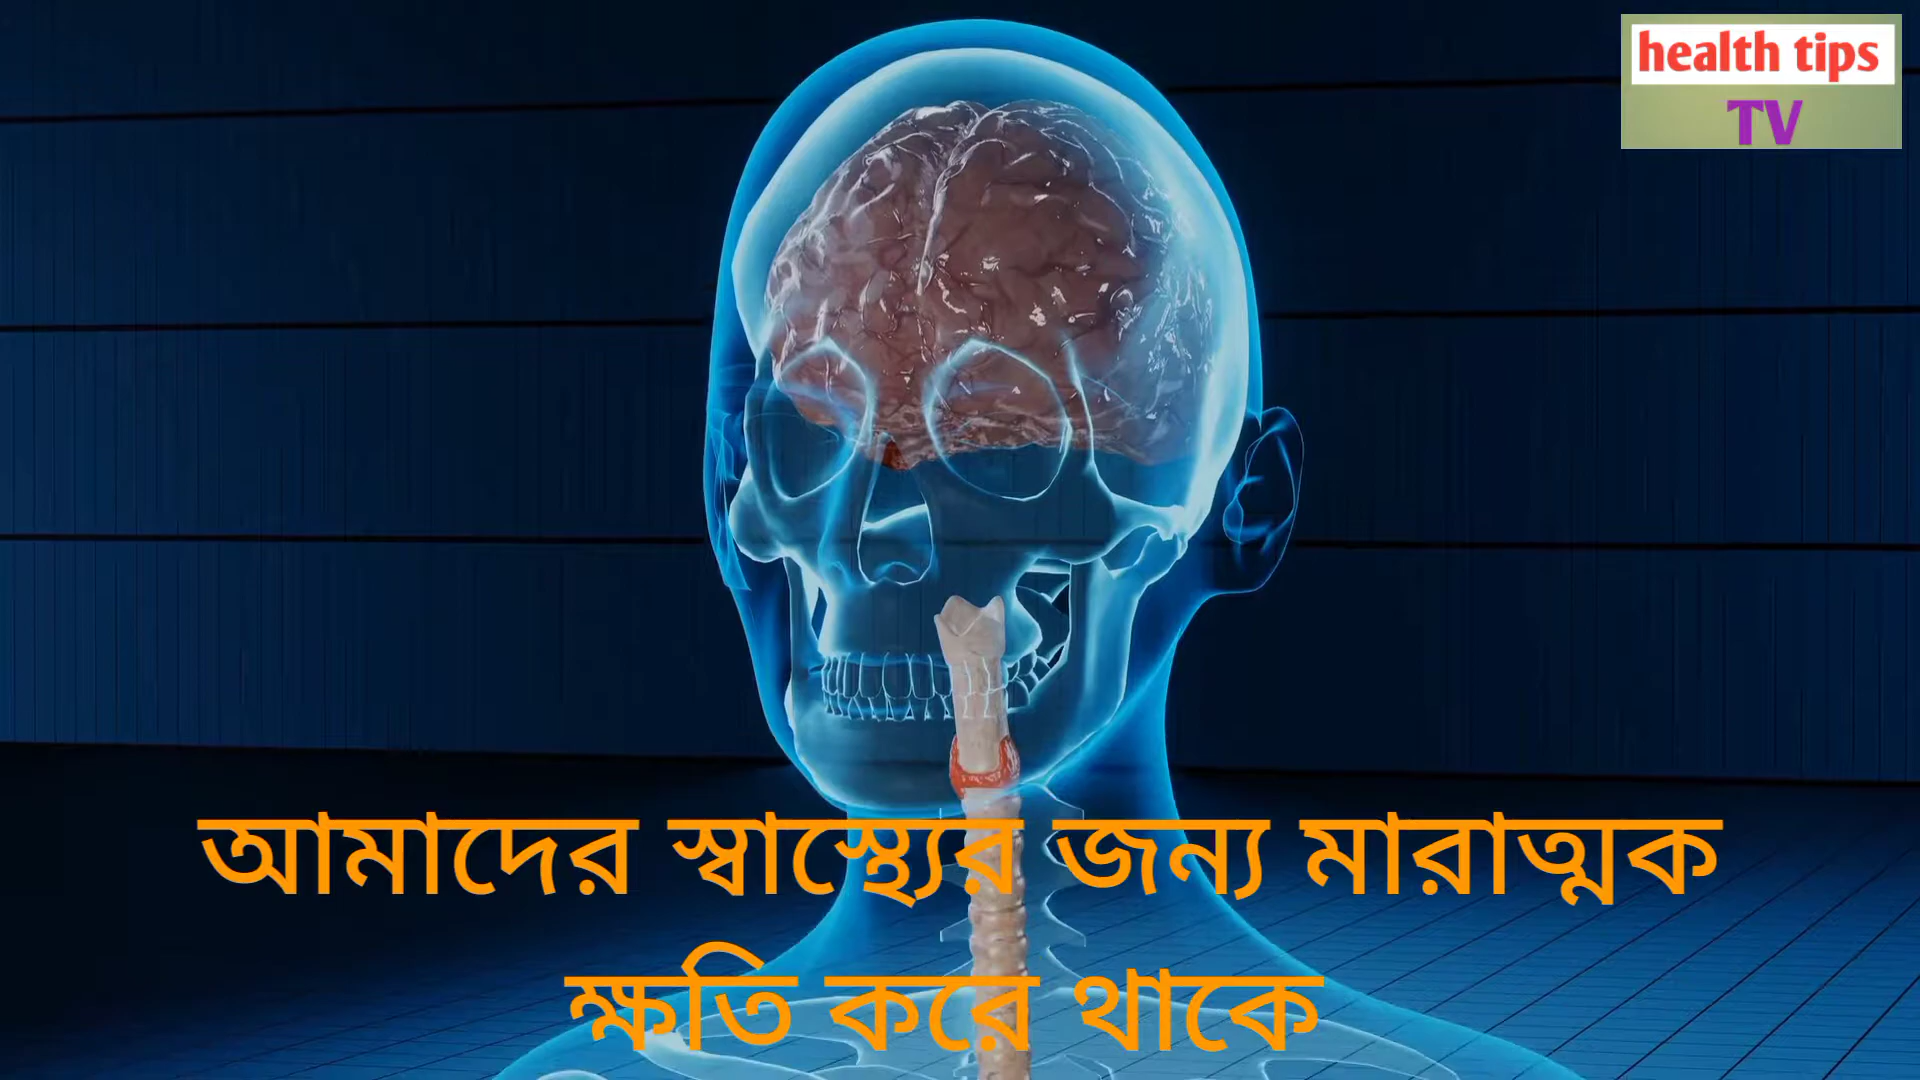 health tips
TV
আমাদের স্বাস্থ্যের জন্য মারাত্মক
ক্ষতি করে থাকে